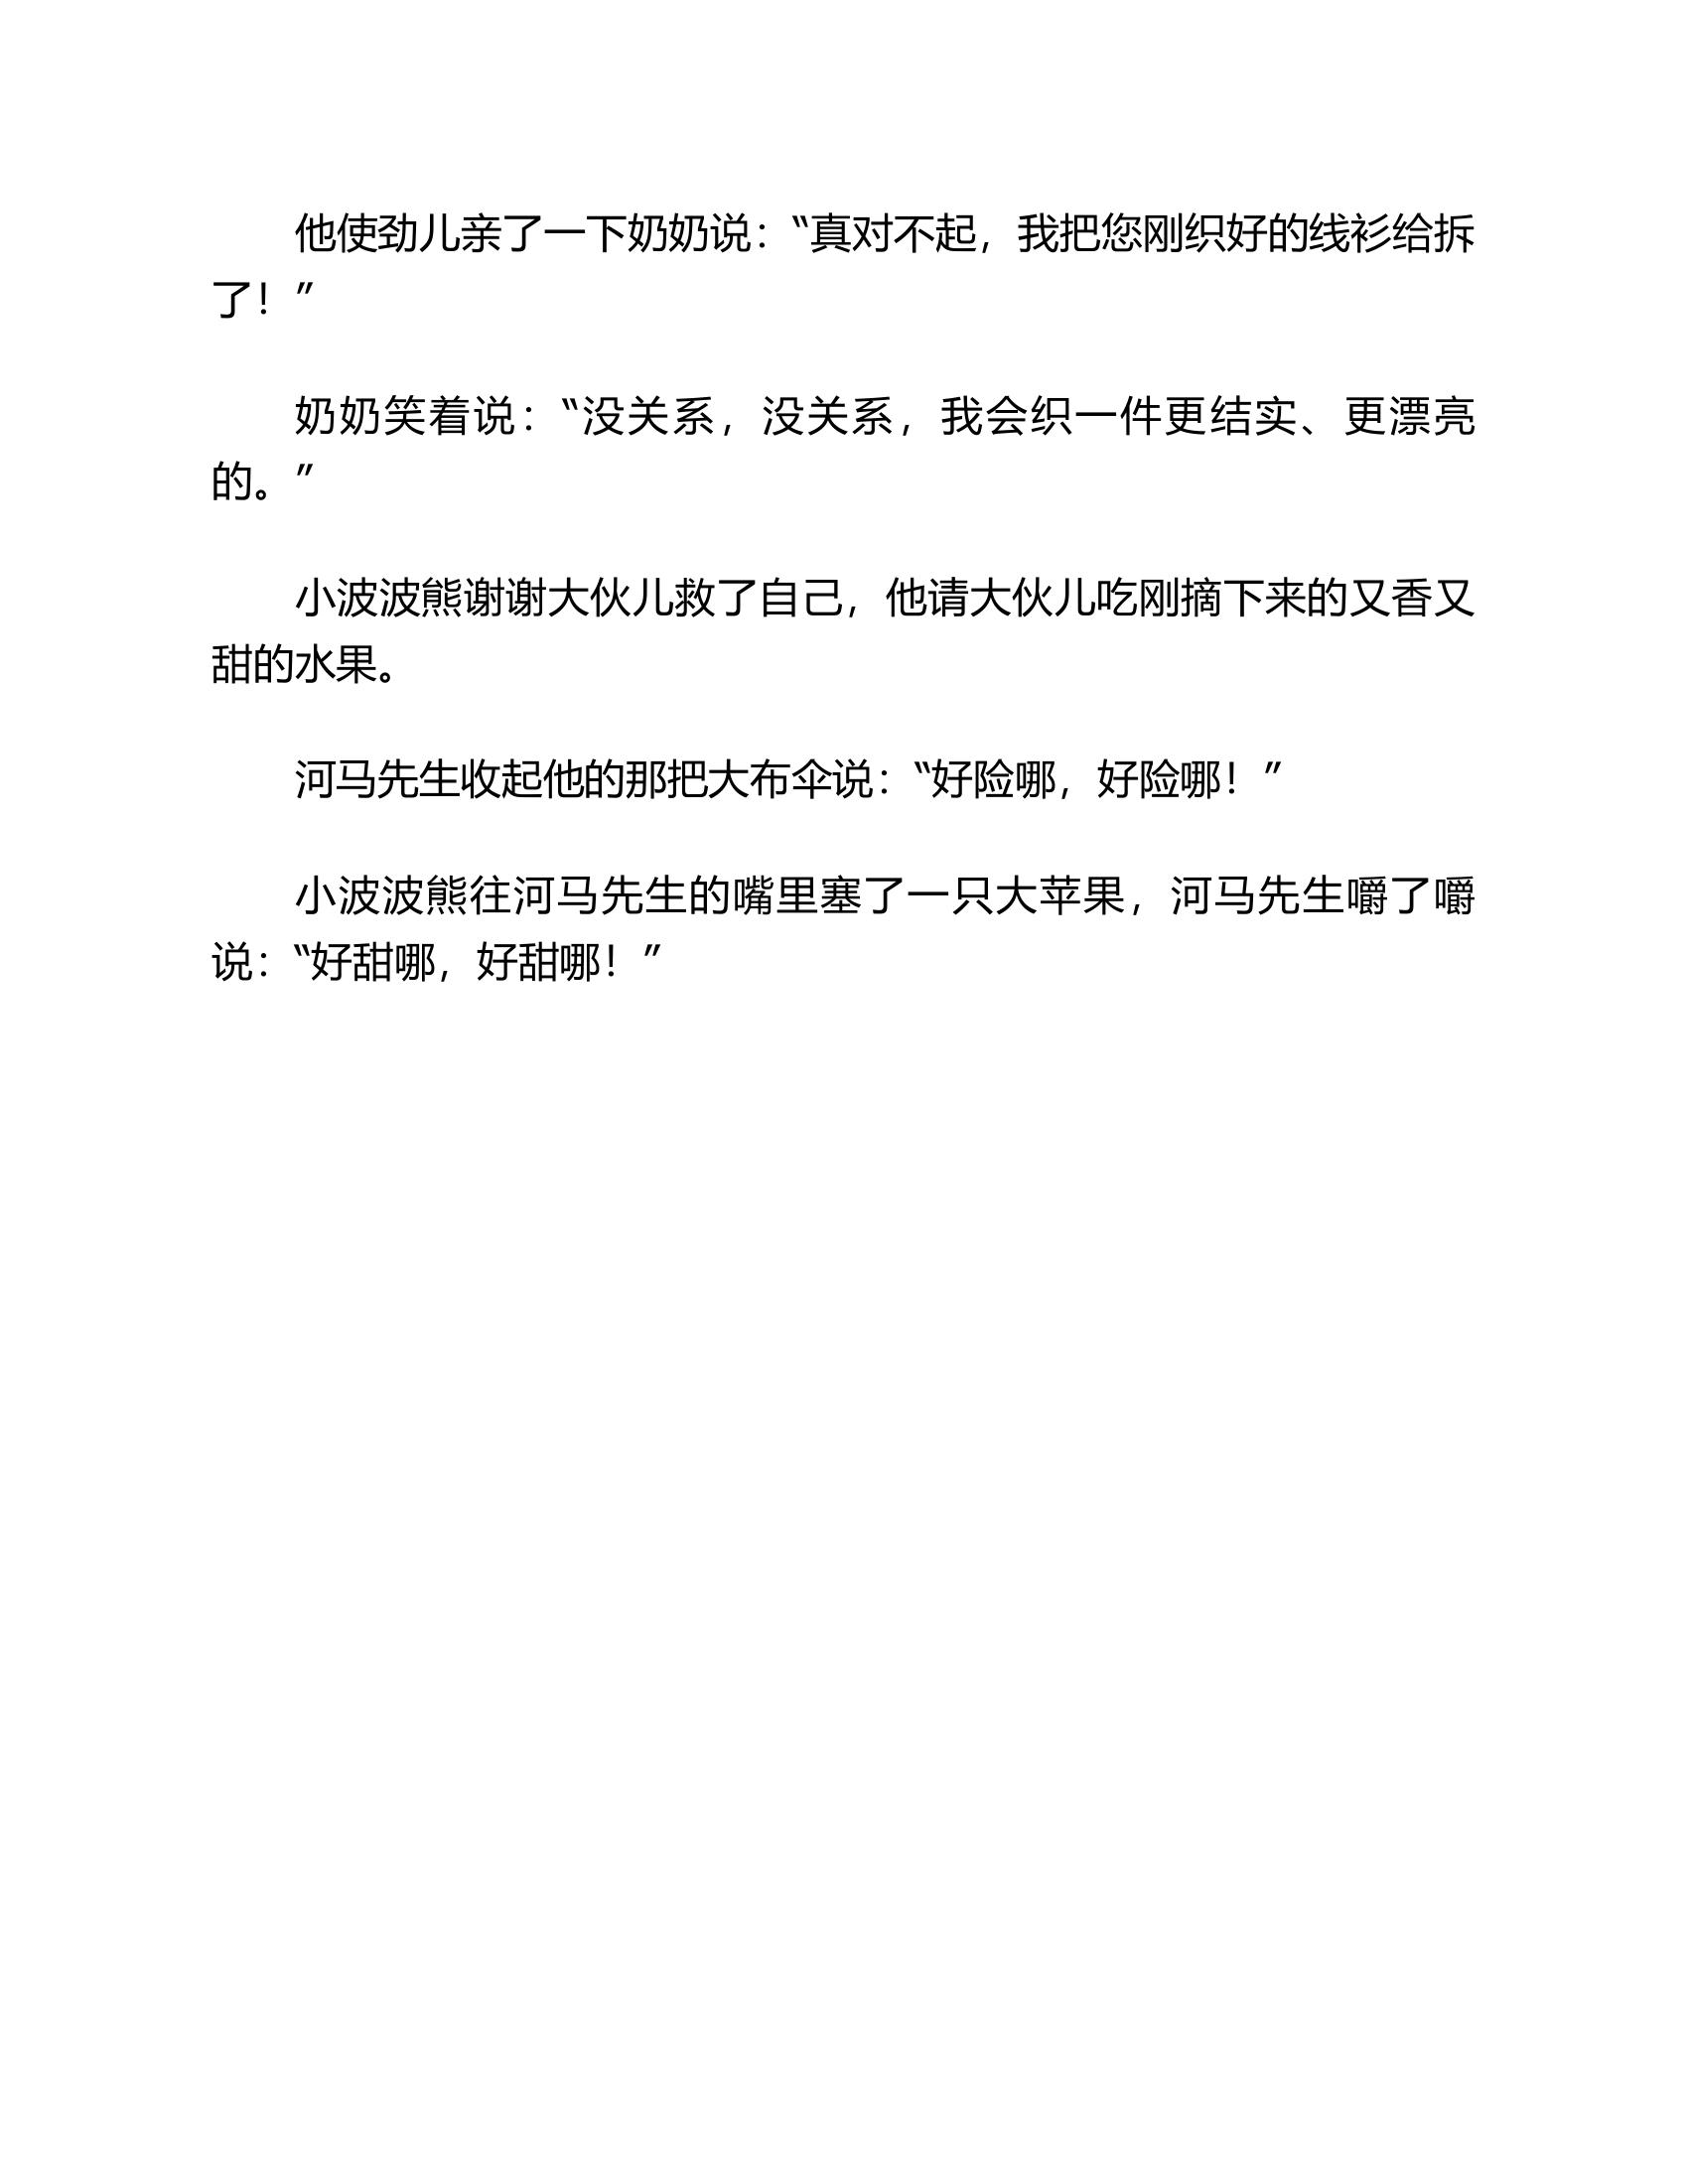 他使劲儿亲了一下奶奶说：“真对不起，我把您刚织好的线衫给拆
了！”
奶奶笑着说：“没关系，没关系，我会织一件更结实、更漂亮
的。”
小波波熊谢谢大伙儿救了自己，他请大伙儿吃刚摘下来的又香又
甜的水果。
河马先生收起他的那把大布伞说：“好险哪，好险哪！”
小波波熊往河马先生的嘴里塞了一只大苹果，河马先生嚼了嚼
说：“好甜哪，好甜哪！”